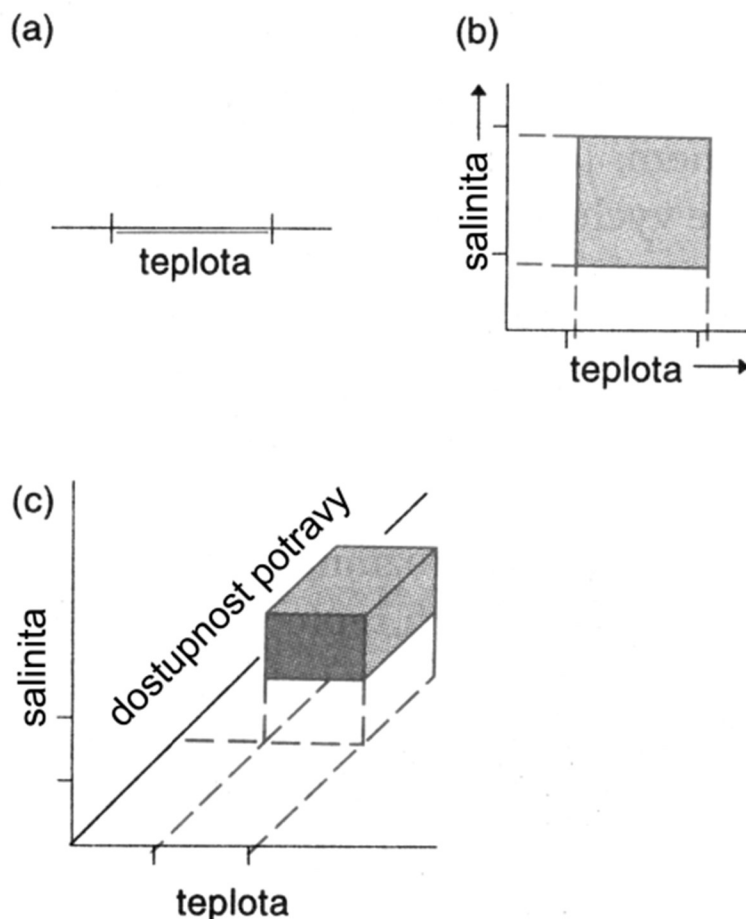 (a)
teplota
(b)
salinita
teplota
(c)
dostupnost potravy
salinita
teplota